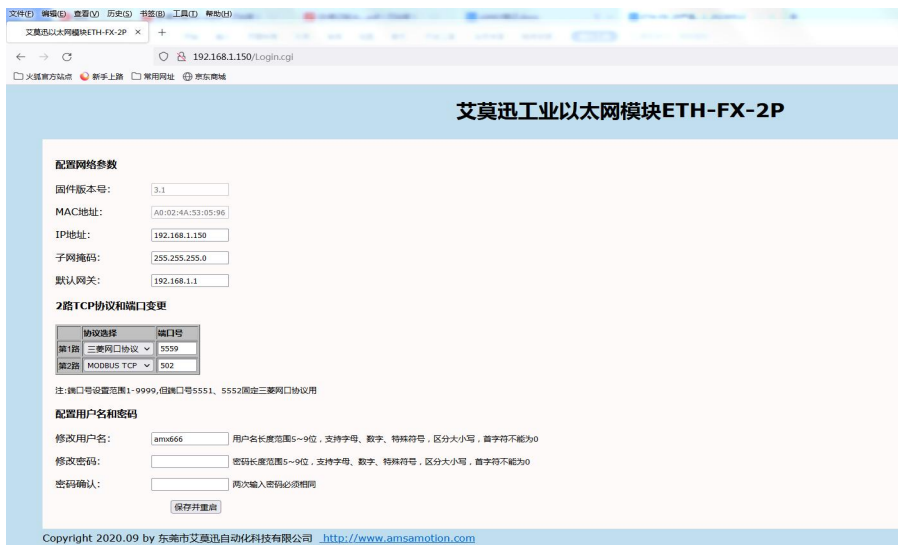 文件(F) 编辑(E) 查看(V) 历史(S) 书签(B) 工具(T) 帮助(H)
艾莫迅以太网模块ETH-FX-2P × +
192.168.1.150/Login.cgi
火狐官方站点 新手上路 常用网址 京东商城
艾莫迅工业以太网模块ETH-FX-2P
配置网络参数
固件版本号: 3.1
MAC地址: A0:02:4A:53:05:96
IP地址: 192.168.1.150
子网掩码: 255.255.255.0
默认网关: 192.168.1.1
2路TCP协议和端口变更
协议选择 端口号
第1路 三菱网口协议 5559
第2路 MODBUS TCP 502
注:端口号设置范围1-9999,但端口号5551、5552固定三菱网口协议用
配置用户名和密码
修改用户名: amx666 用户名长度范围5~9位，支持字母、数字、特殊符号，区分大小写，首字符不能为0
修改密码: 密码长度范围5~9位，支持字母、数字、特殊符号，区分大小写，首字符不能为0
密码确认: 两次输入密码必须相同
保存并重启
Copyright 2020.09 by 东莞市艾莫迅自动化科技有限公司 http://www.amsamotion.com